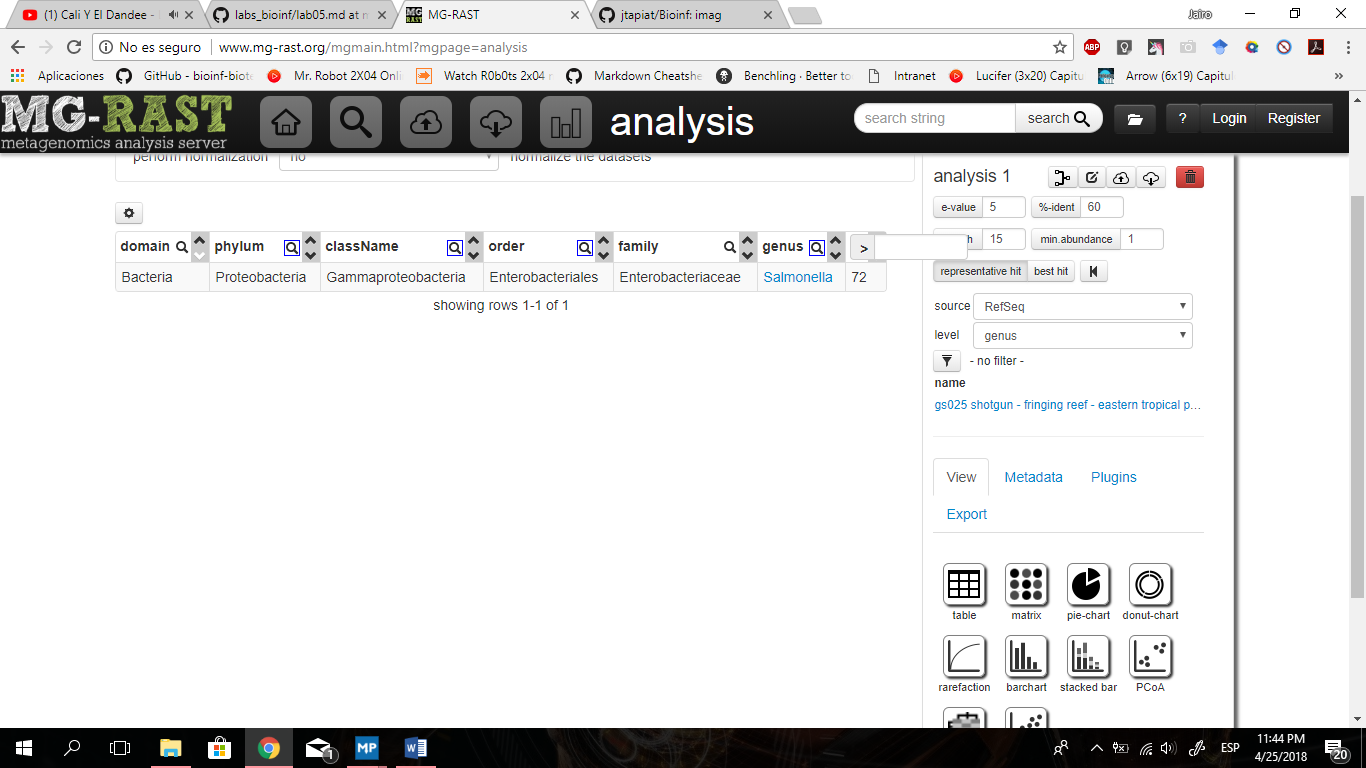 (1) Cali Y El Dandee -
labs_bioinf/lab05.md at m
MG-RAST
jtapiat/Bioinf: imag
Jairo
No es seguro
www.mg-rast.org/mgmain.html?mgpage=analysis
ABP
Aplicaciones
GitHub - bioinf-biote
Mr. Robot 2X04 Onli
Watch R0b0ts 2x04 m
Markdown Cheatshe
Benchling · Better to
Intranet
Lucifer (3x20) Capitu
Arrow (6x19) Capitul
»
MG-RAST
metagenomics analysis server
analysis
search string
search
?
Login
Register
perform normalization
no
normalize the datasets
domain
phylum
className
order
family
genus
>
Bacteria
Proteobacteria
Gammaproteobacteria
Enterobacteriales
Enterobacteriaceae
Salmonella
72
showing rows 1-1 of 1
analysis 1
e-value 5
%-ident 60
15
min.abundance 1
representative hit
best hit
source RefSeq
level genus
- no filter -
name
gs025 shotgun - fringing reef - eastern tropical p...
View
Metadata
Plugins
Export
table
matrix
pie-chart
donut-chart
rarefaction
barchart
stacked bar
PCoA
1
MP
ESP
11:44 PM
4/25/2018
20